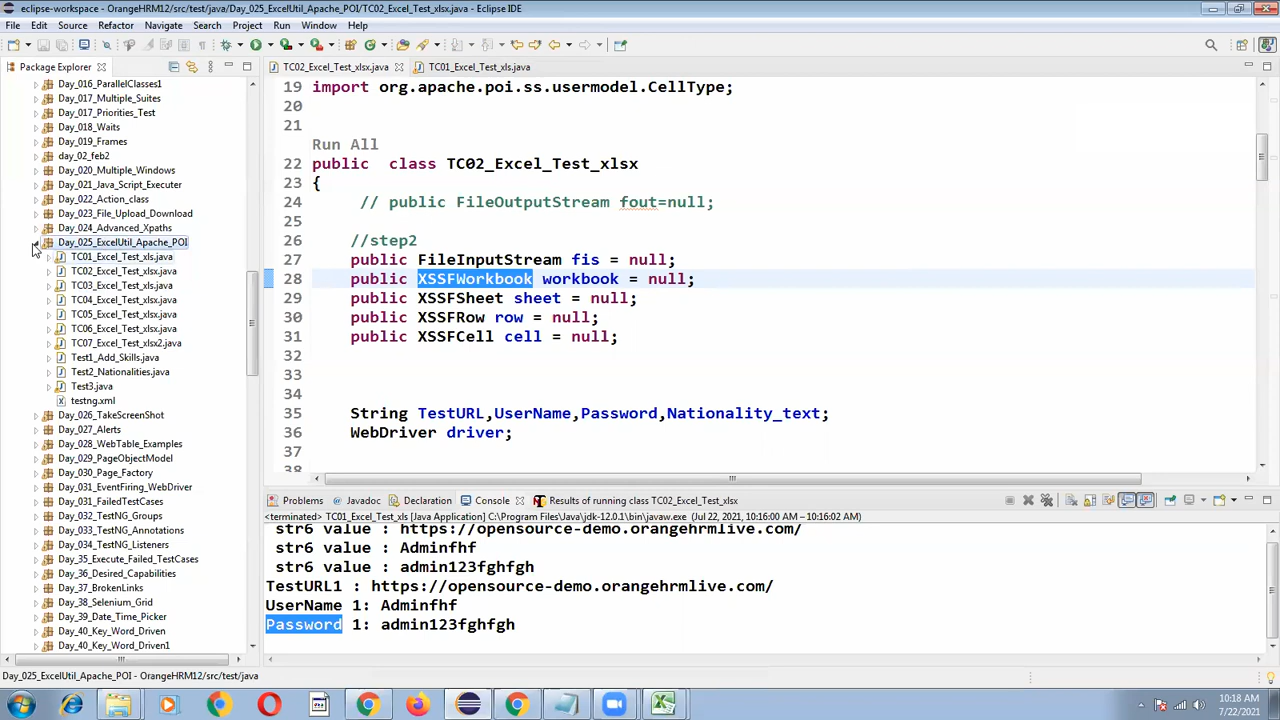 eclipse-workspace - OrangeHRM12/src/test/java/Day_025_ExcelUtil_Apache_POI/TC02_Excel_Test_xlsx.java - Eclipse IDE
File Edit Source Refactor Navigate Search Project Run Window Help
Package Explorer
TC02_Excel_Test_xlsx.java
TC01_Excel_Test_xls.java
Day_016_ParallelClasses1
Day_017_Multiple_Suites
Day_017_Priorities_Test
Day_018_Waits
Day_019_Frames
day_02_feb2
Day_020_Multiple_Windows
Day_021_Java_Script_Executer
Day_022_Action_class
Day_023_File_Upload_Download
Day_024_Advanced_Xpaths
Day_025_ExcelUtil_Apache_POI
TC01_Excel_Test_xls.java
TC02_Excel_Test_xlsx.java
TC03_Excel_Test_xls.java
TC04_Excel_Test_xlsx.java
TC05_Excel_Test_xlsx.java
TC06_Excel_Test_xlsx.java
TC07_Excel_Test_xlsx2.java
Test1_Add_Skills.java
Test2_Nationalities.java
Test3.java
testng.xml
Day_026_TakeScreenShot
Day_027_Alerts
Day_028_WebTable_Examples
Day_029_PageObjectModel
Day_030_Page_Factory
Day_031_EventFiring_WebDriver
Day_031_FailedTestCases
Day_032_TestNG_Groups
Day_033_TestNG_Annotations
Day_034_TestNG_Listeners
Day_35_Execute_Failed_TestCases
Day_36_Desired_Capabilities
Day_37_BrokenLinks
Day_38_Selenium_Grid
Day_39_Date_Time_Picker
Day_40_Key_Word_Driven
Day_40_Key_Word_Driven1
19 import org.apache.poi.ss.usermodel.CellType;
20
21
Run All
22 public class TC02_Excel_Test_xlsx
23 {
24 // public FileOutputStream fout=null;
25
26 //step2
27 public FileInputStream fis = null;
28 public XSSFWorkbook workbook = null;
29 public XSSFSheet sheet = null;
30 public XSSFRow row = null;
31 public XSSFCell cell = null;
32
33
34
35 String TestURL,UserName,Password,Nationality_text;
36 WebDriver driver;
37
38
Problems Javadoc Declaration Console Results of running class TC02_Excel_Test_xlsx
<terminated> TC01_Excel_Test_xls [Java Application] C:\Program Files\Java\jdk-12.0.1\bin\javaw.exe (Jul 22, 2021, 10:16:00 AM – 10:16:02 AM)
str6 value : https://opensource-demo.orangehrmlive.com/
str6 value : Adminfhf
str6 value : admin123fghfgh
TestURL1 : https://opensource-demo.orangehrmlive.com/
UserName 1: Adminfhf
Password 1: admin123fghfgh
Day_025_ExcelUtil_Apache_POI - OrangeHRM12/src/test/java
10:18 AM
7/22/2021